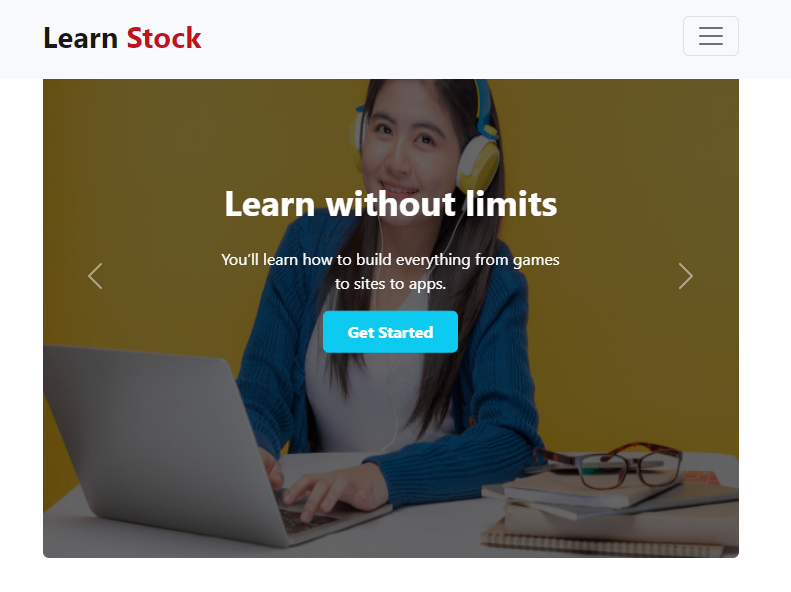 Learn Stock
Learn without limits
You’ll learn how to build everything from games
to sites to apps.
Get Started